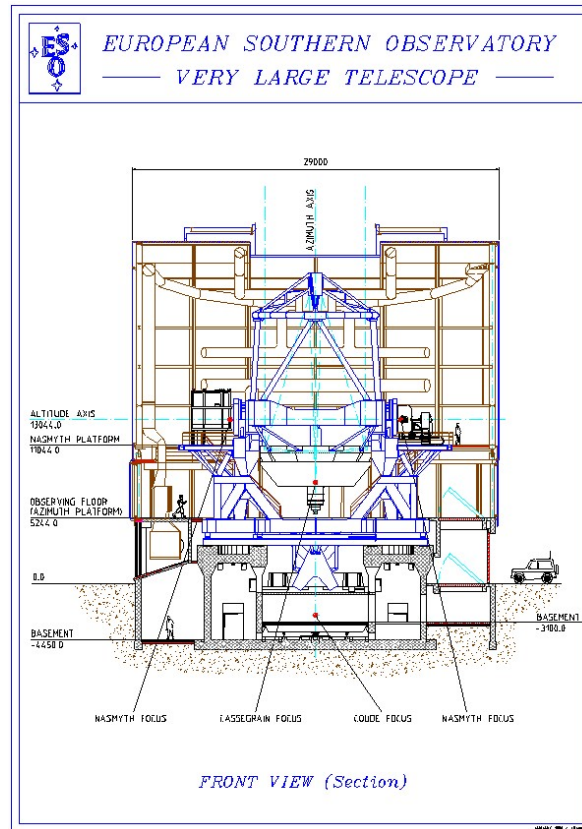 ES
O
EUROPEAN SOUTHERN OBSERVATORY
VERY LARGE TELESCOPE
29000
AZIMUTH AXIS
ALTITUDE AXIS
13044.0
NASMYTH PLATFORM
11044.0
OBSERVING FLOOR
(AZIMUTH PLATFORM)
5244.0
0.0
BASEMENT
-4450.0
BASEMENT
-3100.0
NASMYTH FOCUS
CASSEGRAIN FOCUS
COUDE FOCUS
NASMYTH FOCUS
FRONT VIEW (Section)